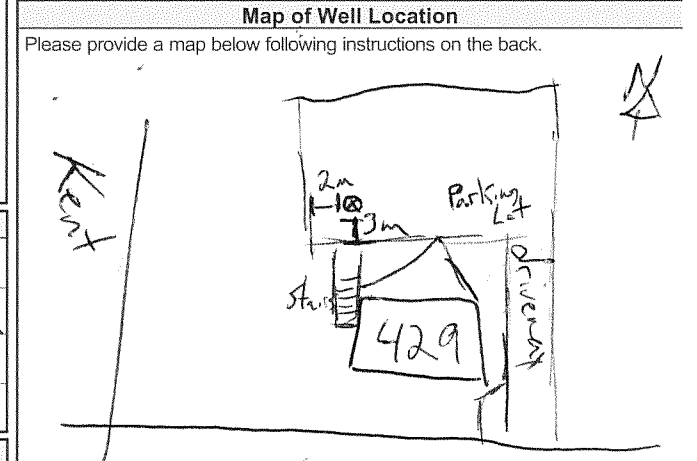 Map of Well Location
Please provide a map below following instructions on the back.
N
Kent
2m
3m
Parking
Lot
Stairs
driveway
429